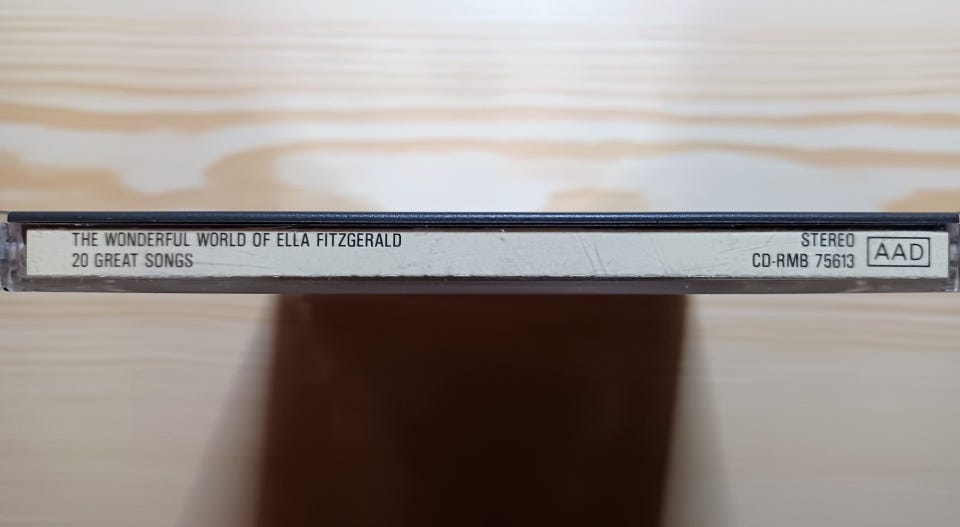 THE WONDERFUL WORLD OF ELLA FITZGERALD
20 GREAT SONGS
STEREO
CD-RMB 75613
AAD